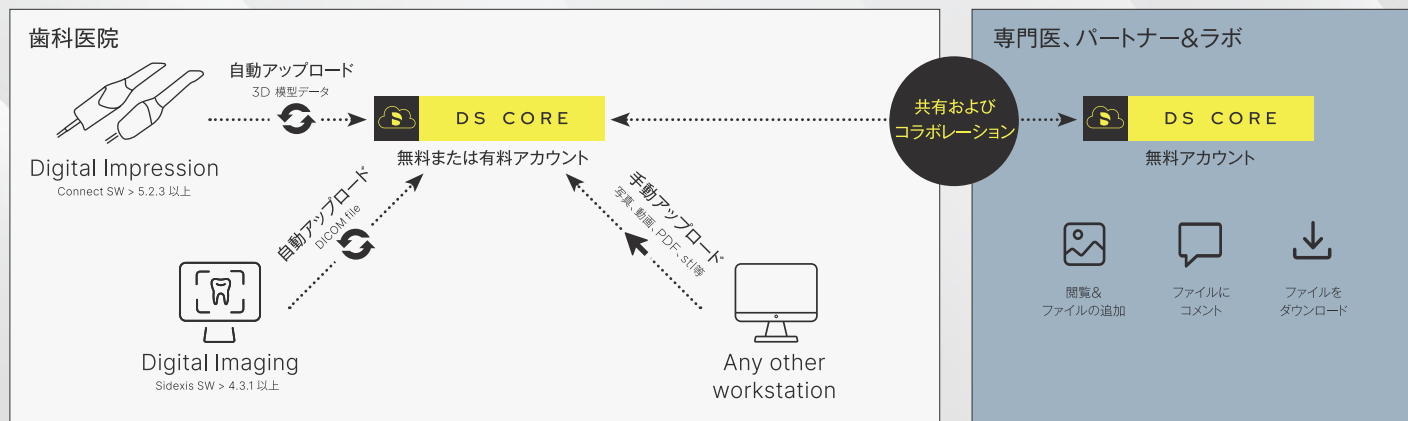 歯科医院
自動アップロード
3D 模型データ
DS CORE
無料または有料アカウント
Digital Impression
Connect SW > 5.2.3 以上
自動アップロード
DICOM file
手動アップロード
写真、動画、PDF、stl等
Digital Imaging
Sidexis SW > 4.3.1 以上
Any other
workstation
共有および
コラボレーション
専門医、パートナー&ラボ
DS CORE
無料アカウント
閲覧&
ファイルの追加
ファイルに
コメント
ファイルを
ダウンロード